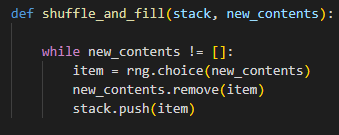 def shuffle_and_fill(stack, new_contents):
    while new_contents != []:
        item = rng.choice(new_contents)
        new_contents.remove(item)
        stack.push(item)